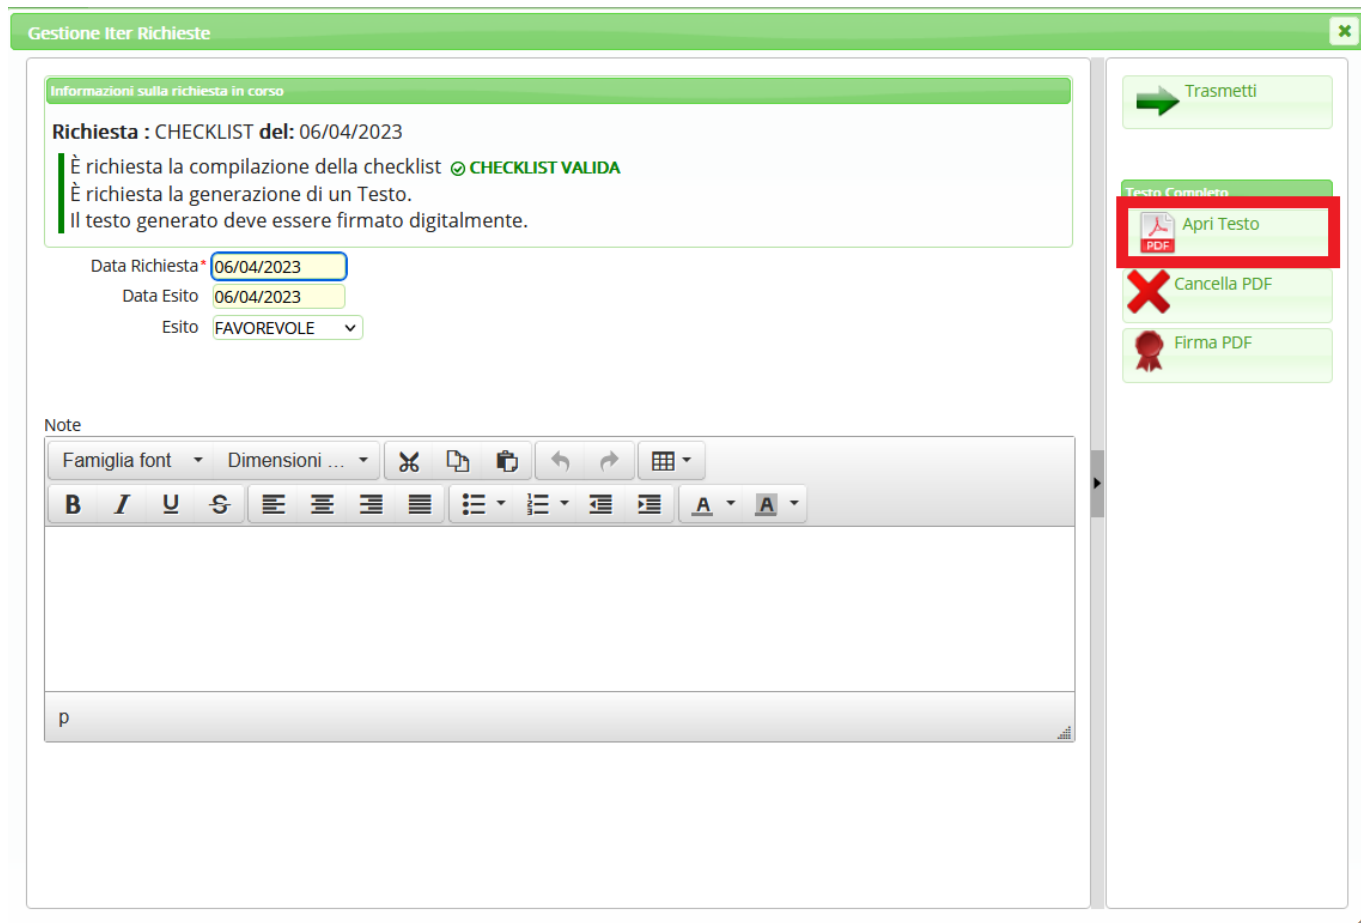 Gestione Iter Richieste
Informazioni sulla richiesta in corso
Richiesta : CHECKLIST del: 06/04/2023
È richiesta la compilazione della checklist CHECKLIST VALIDA
È richiesta la generazione di un Testo.
Il testo generato deve essere firmato digitalmente.
Data Richiesta* 06/04/2023
Data Esito 06/04/2023
Esito FAVOREVOLE
Note
Famiglia font Dimensioni ...
B I U S A A
p
Trasmetti
Testo Completo
PDF Apri Testo
Cancella PDF
Firma PDF